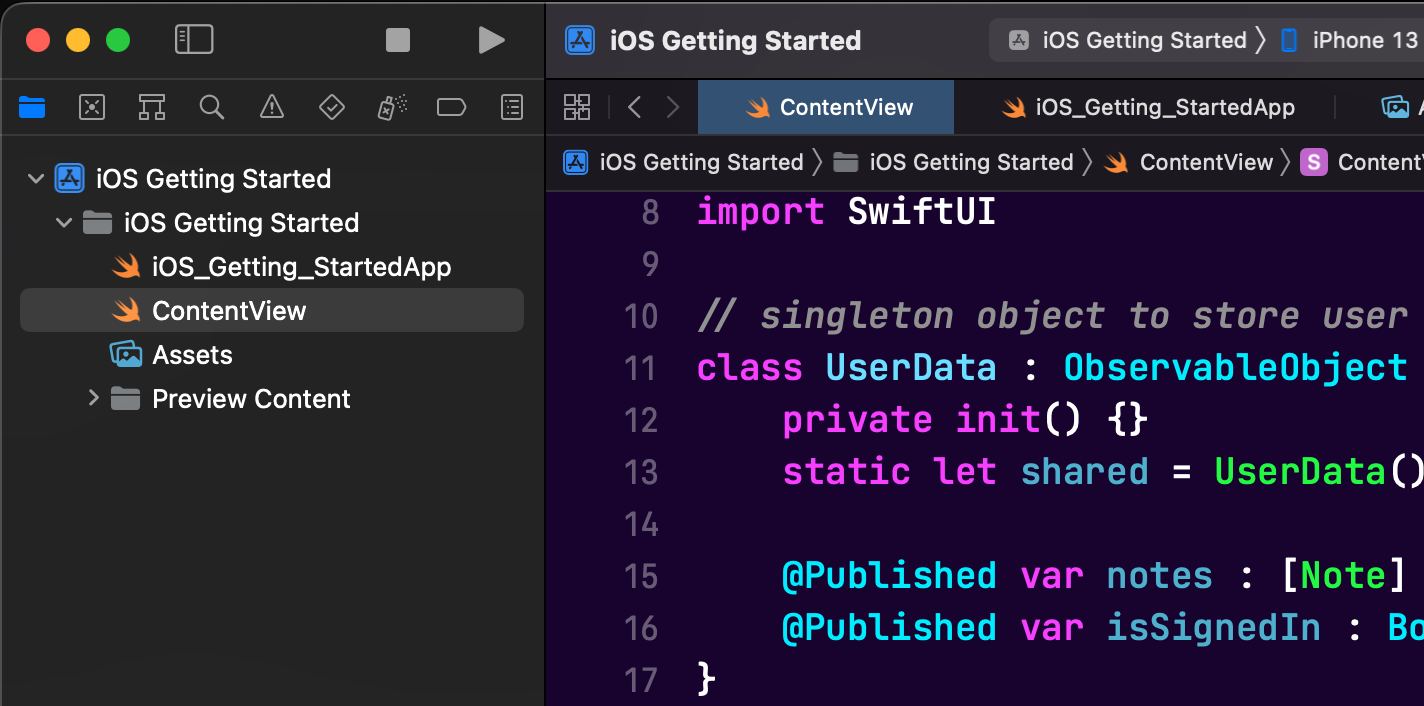 iOS Getting Started
iOS Getting Started
iPhone 13
ContentView
iOS_Getting_StartedApp
iOS Getting Started
iOS Getting Started
ContentView
S
Content
iOS Getting Started
iOS Getting Started
iOS_Getting_StartedApp
ContentView
Assets
Preview Content
8 import SwiftUI
9
10 // singleton object to store user
11 class UserData : ObservableObject
12 private init() {}
13 static let shared = UserData()
14
15 @Published var notes : [Note]
16 @Published var isSignedIn : Bo
17 }